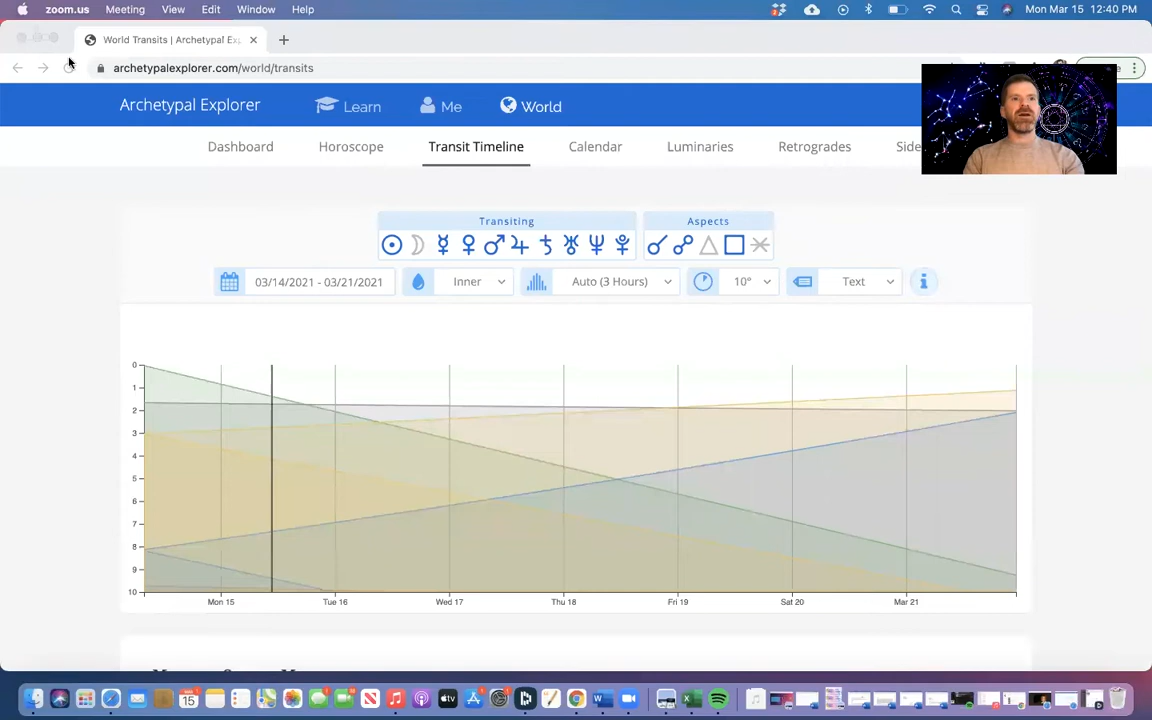 zoom.us Meeting View Edit Window Help Mon Mar 15 12:40 PM
World Transits | Archetypal Ex
archetypalexplorer.com/world/transits
Archetypal Explorer Learn Me World
Dashboard Horoscope Transit Timeline Calendar Luminaries Retrogrades Side
Transiting Aspects
03/14/2021 - 03/21/2021 Inner Auto (3 Hours) 10° Text
0
1
2
3
4
5
6
7
8
9
10
Mon 15 Tue 16 Wed 17 Thu 18 Fri 19 Sat 20 Mar 21